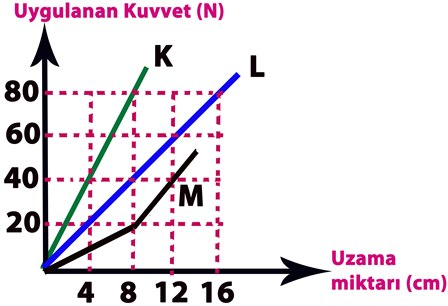 Uygulanan Kuvvet (N)
K
L
80
60
40
M
20
Uzama
miktarı (cm)
4 8 12 16